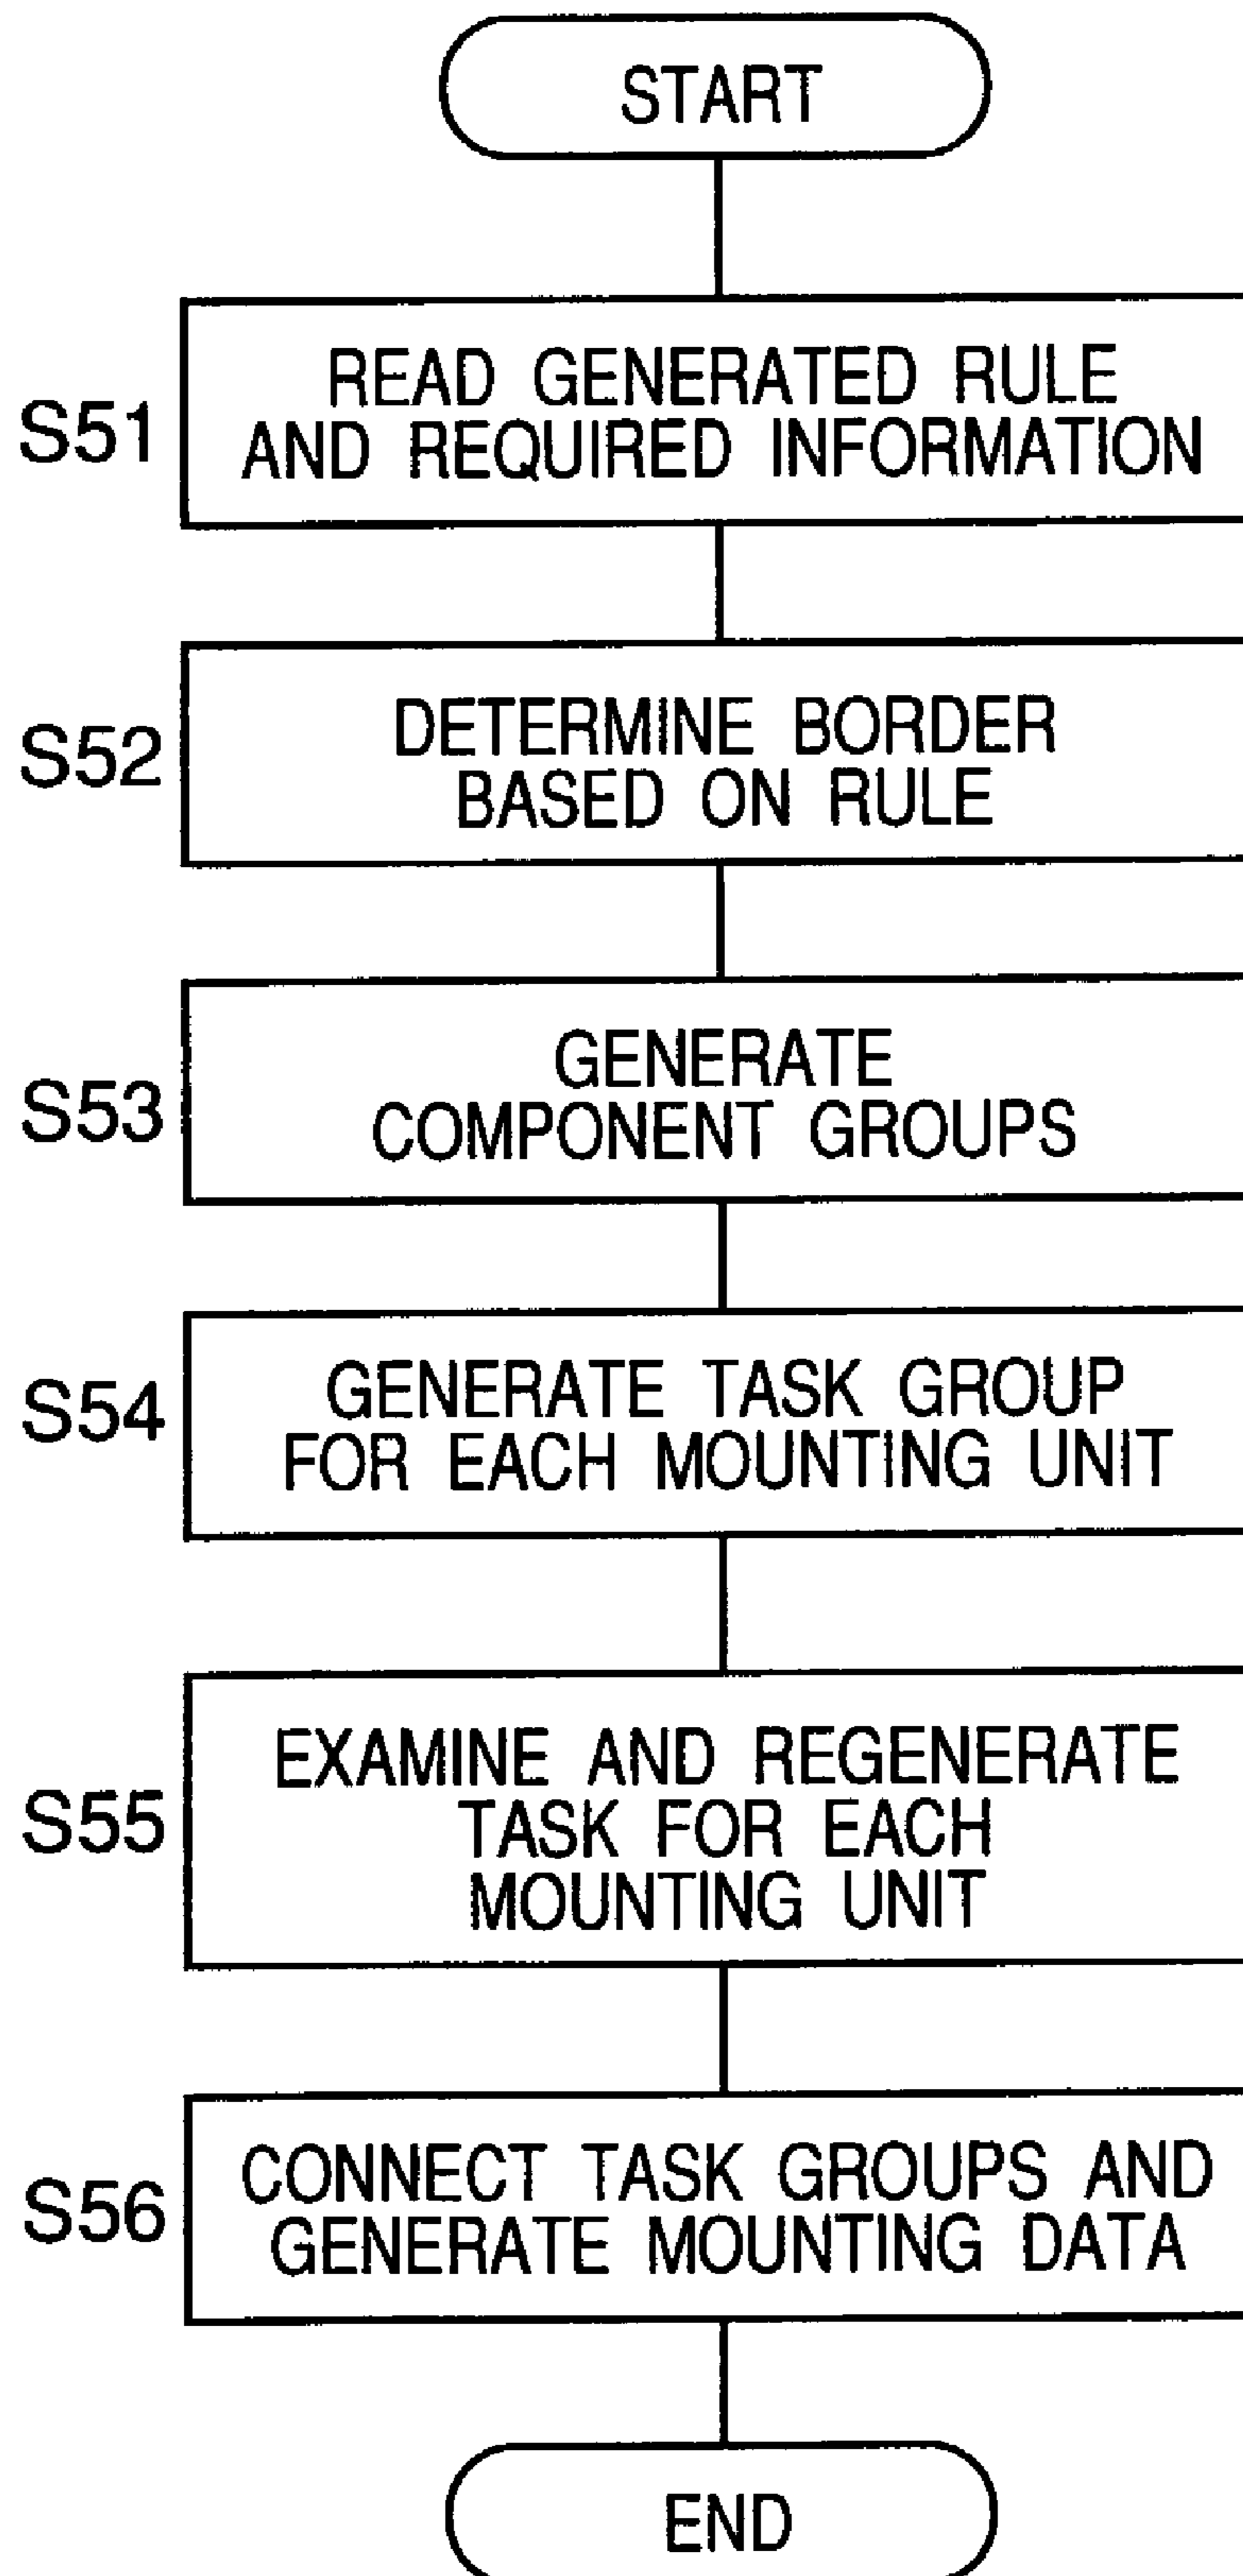 START
S51
READ GENERATED RULE
AND REQUIRED INFORMATION
S52
DETERMINE BORDER
BASED ON RULE
S53
GENERATE
COMPONENT GROUPS
S54
GENERATE TASK GROUP
FOR EACH MOUNTING UNIT
S55
EXAMINE AND REGENERATE
TASK FOR EACH
MOUNTING UNIT
S56
CONNECT TASK GROUPS AND
GENERATE MOUNTING DATA
END